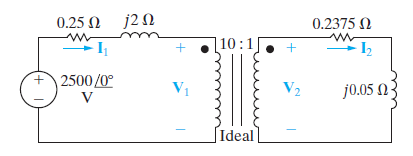 0.25 Ω
j2 Ω
0.2375 Ω
I₁
+
10 : 1
+
I₂
+
2500/0°
V
V₁
V₂
j0.05 Ω
−
−
−
Ideal